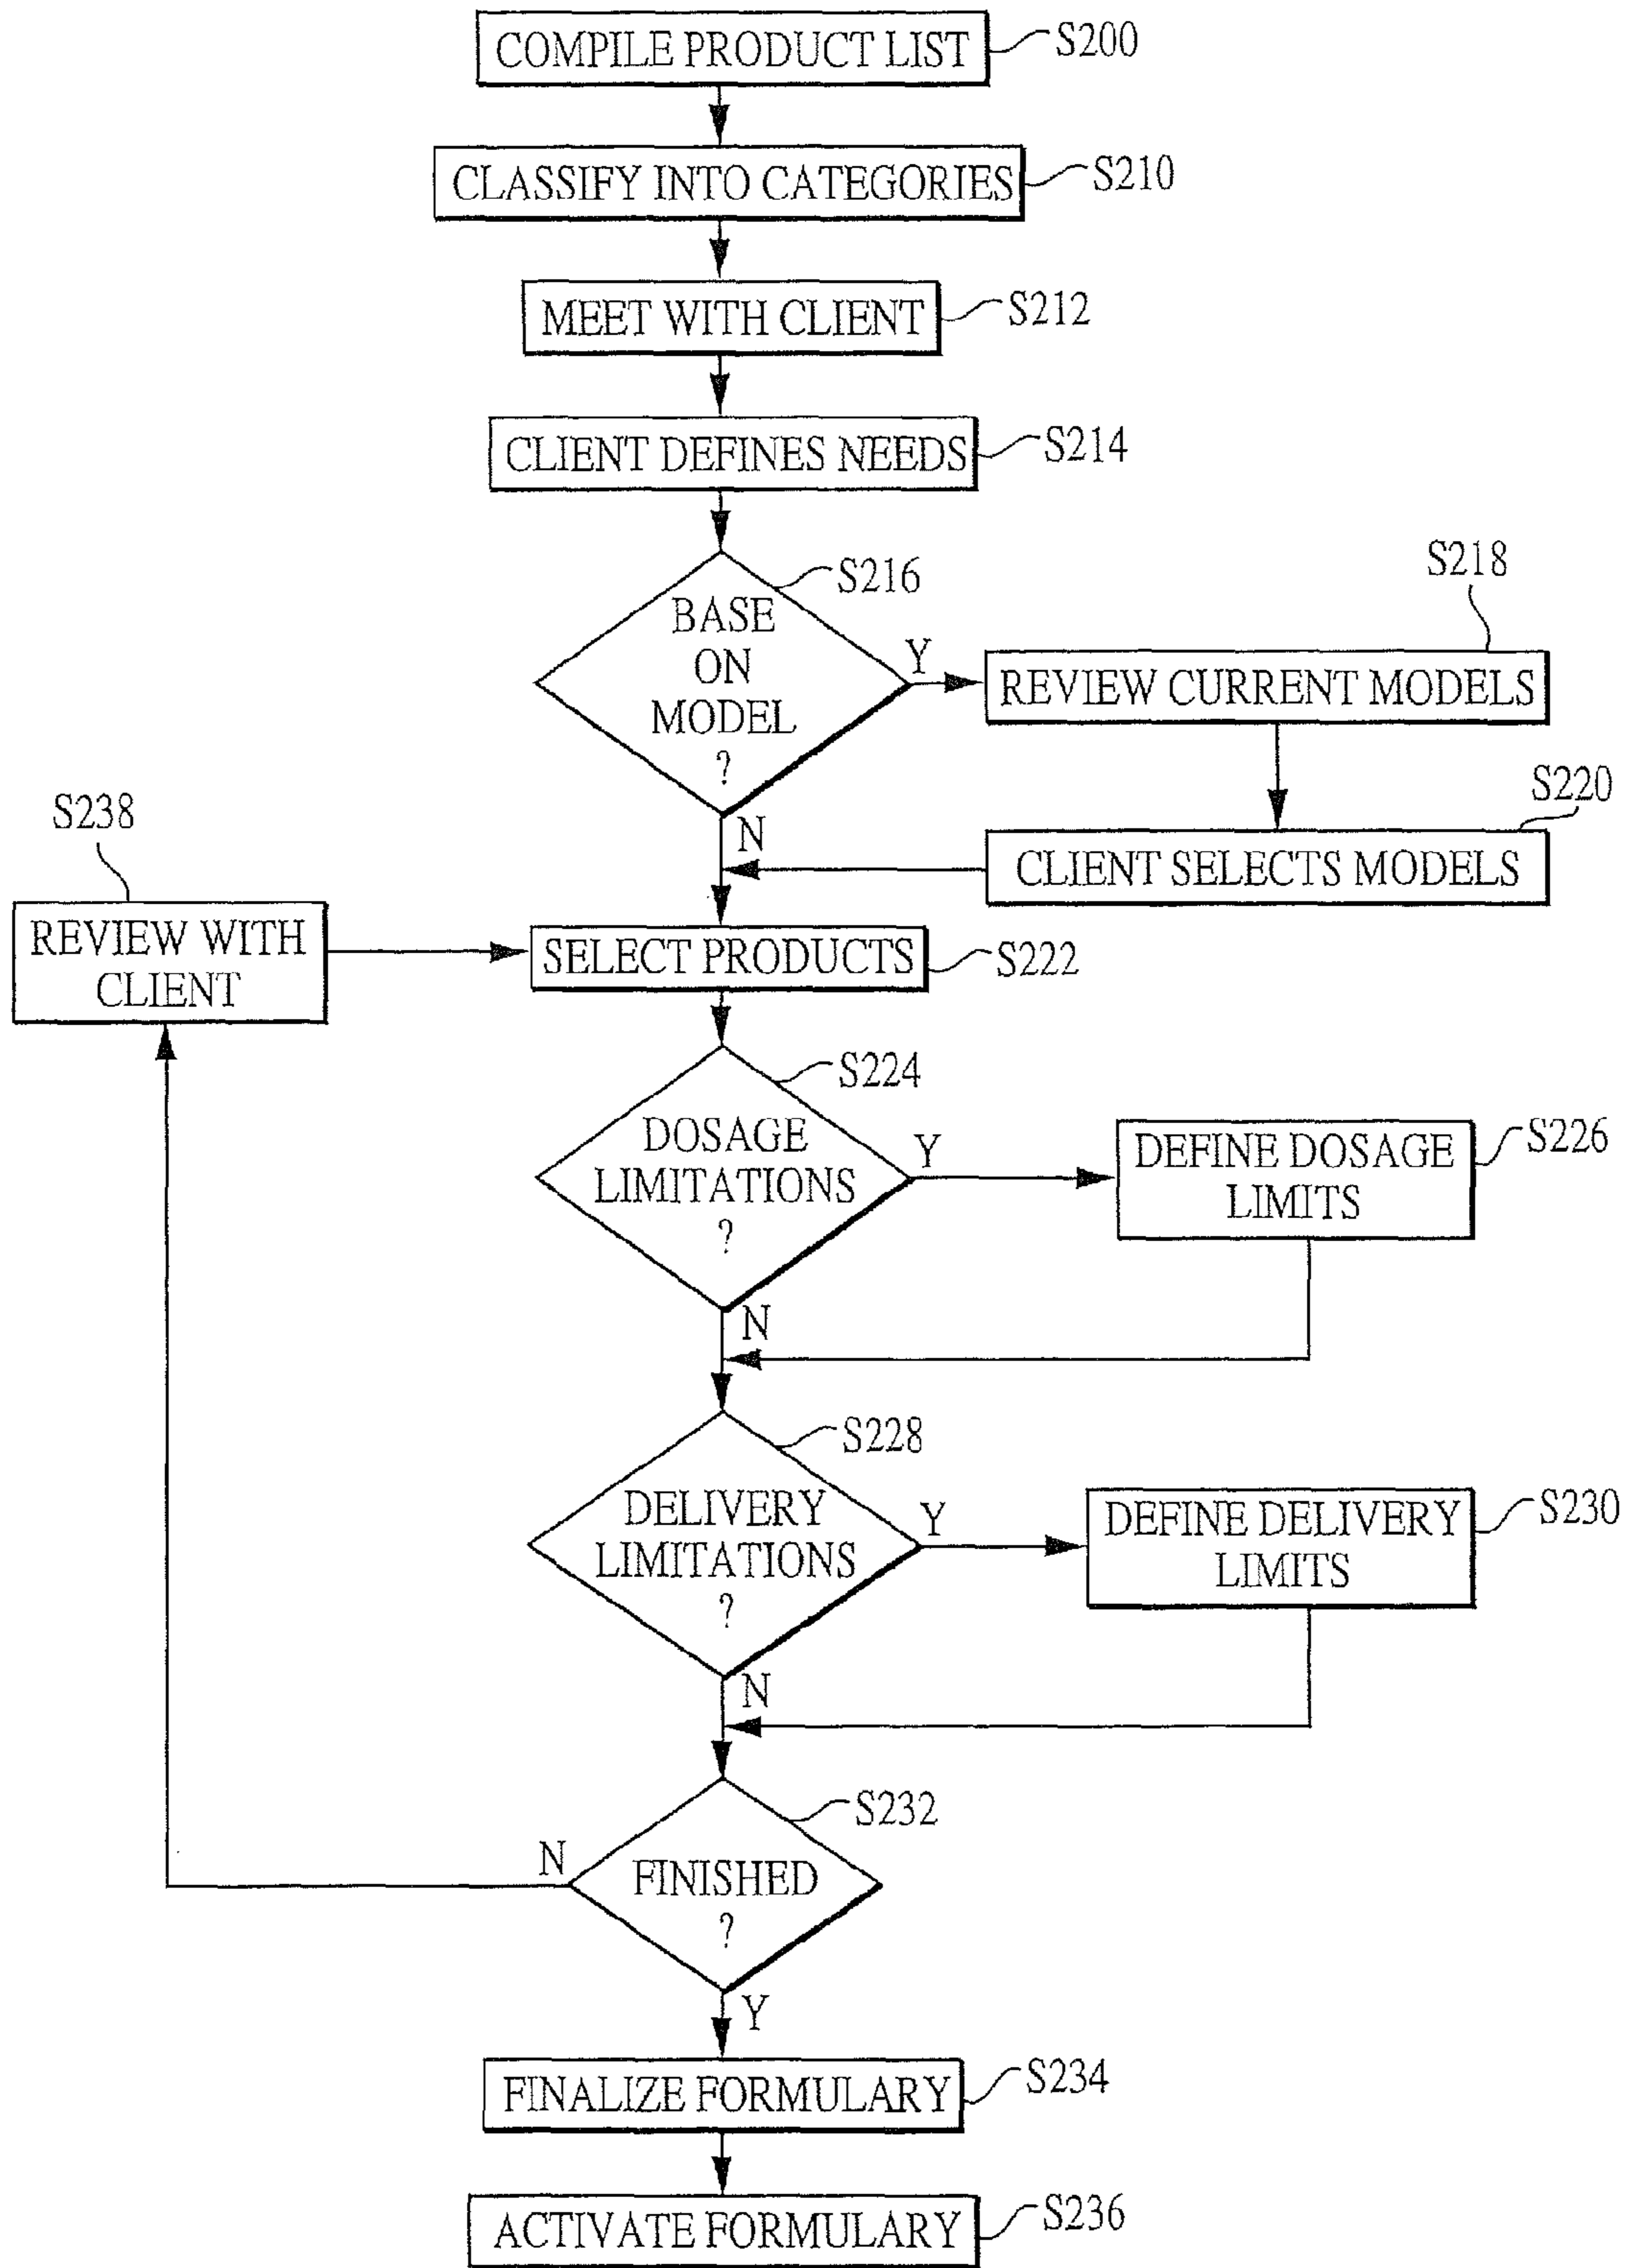 COMPILE PRODUCT LIST
S200
CLASSIFY INTO CATEGORIES
S210
MEET WITH CLIENT
S212
CLIENT DEFINES NEEDS
S214
S216
BASE
ON
MODEL
?
Y
N
S218
REVIEW CURRENT MODELS
S220
CLIENT SELECTS MODELS
S238
REVIEW WITH
CLIENT
SELECT PRODUCTS
S222
S224
DOSAGE
LIMITATIONS
?
Y
N
DEFINE DOSAGE
LIMITS
S226
S228
DELIVERY
LIMITATIONS
?
Y
N
DEFINE DELIVERY
LIMITS
S230
S232
FINISHED
?
N
Y
FINALIZE FORMULARY
S234
ACTIVATE FORMULARY
S236